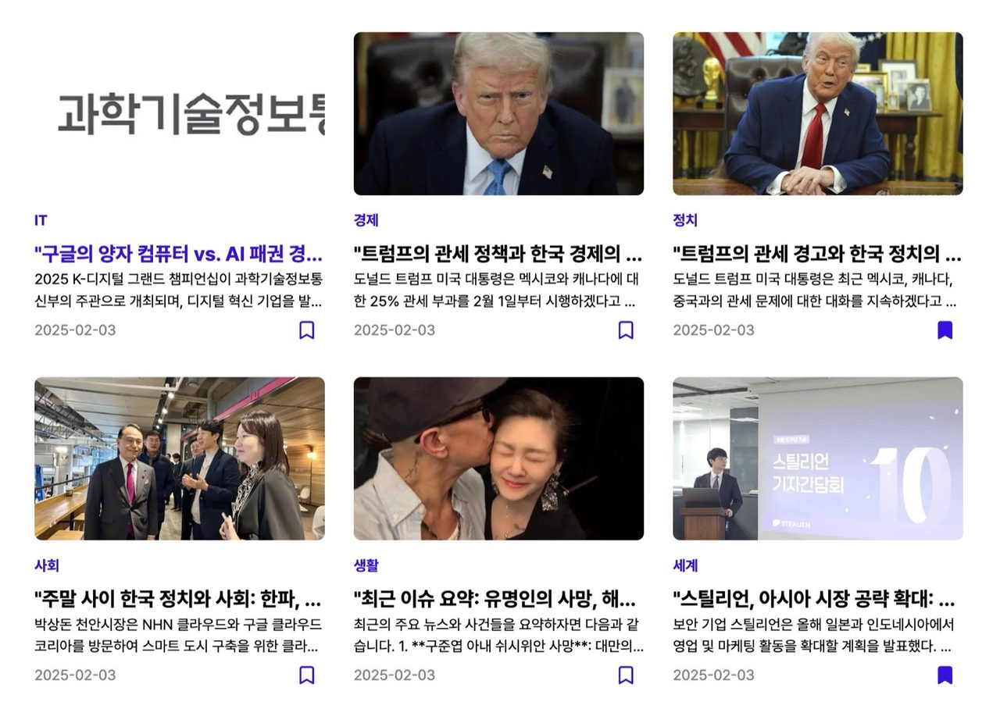 과학기술정보통
IT
"구글의 양자 컴퓨터 vs. AI 패권 경...
2025 K-디지털 그랜드 챔피언십이 과학기술정보통
신부의 주관으로 개최되며, 디지털 혁신 기업을 발...
2025-02-03
경제
"트럼프의 관세 정책과 한국 경제의 ...
도널드 트럼프 미국 대통령은 멕시코와 캐나다에 대
한 25% 관세 부과를 2월 1일부터 시행하겠다고 ...
2025-02-03
정치
"트럼프의 관세 경고와 한국 정치의 ...
도널드 트럼프 미국 대통령은 최근 멕시코, 캐나다,
중국과의 관세 문제에 대한 대화를 지속하겠다고 ...
2025-02-03
사회
"주말 사이 한국 정치와 사회: 한파, ...
박상돈 천안시장은 NHN 클라우드와 구글 클라우드
코리아를 방문하여 스마트 도시 구축을 위한 클라...
2025-02-03
생활
"최근 이슈 요약: 유명인의 사망, 해...
최근의 주요 뉴스와 사건들을 요약하자면 다음과 같
습니다. 1. **구준엽 아내 쉬시위안 사망**: 대만의...
2025-02-03
스틸리언
기자간담회
10
STEALIEN
세계
"스틸리언, 아시아 시장 공략 확대: ...
보안 기업 스틸리언은 올해 일본과 인도네시아에서
영업 및 마케팅 활동을 확대할 계획을 발표했다. ...
2025-02-03